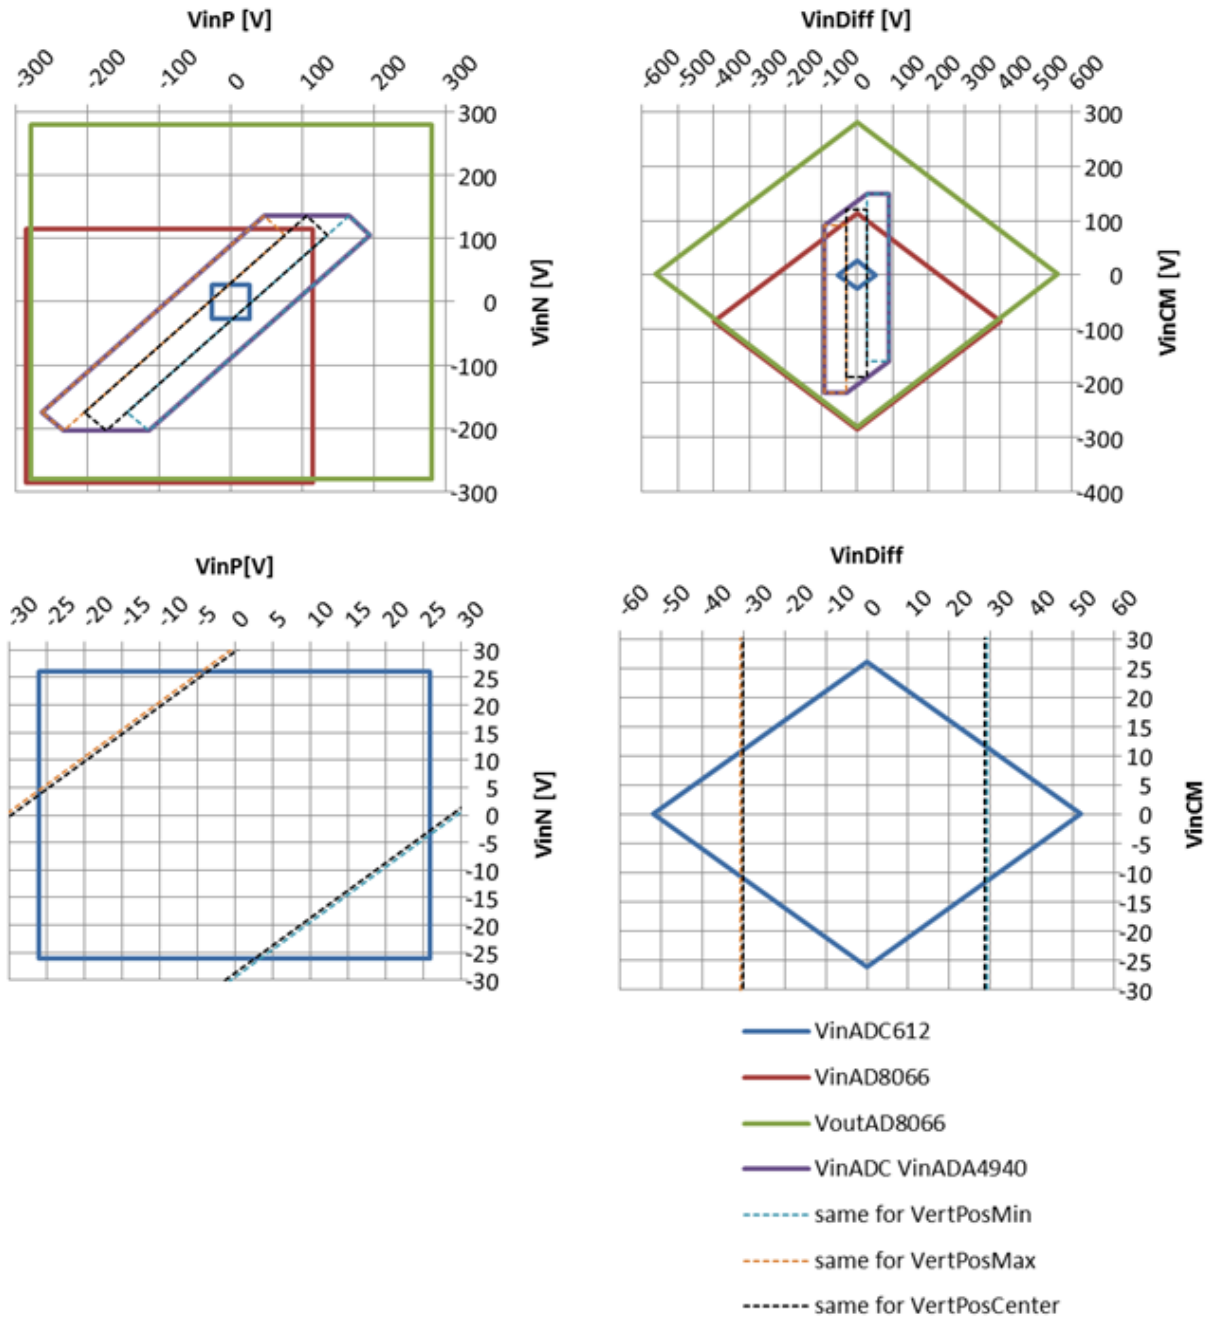 VinP [V]
-300 -200 -100 0 100 200 300
300
200
100
0
-100
-200
-300
VinN [V]
VinDiff [V]
-600 -500 -400 -300 -200 -100 0 100 200 300 400 500 600
300
200
100
0
-100
-200
-300
-400
VinCM [V]
VinP[V]
-30 -25 -20 -15 -10 -5 0 5 10 15 20 25 30
30
25
20
15
10
5
0
-5
-10
-15
-20
-25
-30
VinN [V]
VinDiff
-60 -50 -40 -30 -20 -10 0 10 20 30 40 50 60
30
25
20
15
10
5
0
-5
-10
-15
-20
-25
-30
VinCM
VinADC612
VinAD8066
VoutAD8066
VinADC VinADA4940
same for VertPosMin
same for VertPosMax
same for VertPosCenter